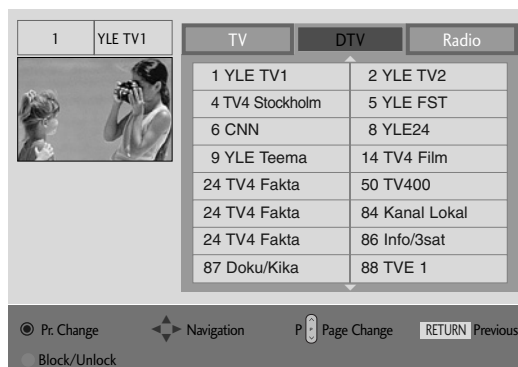 1 YLE TV1
TV DTV Radio
1 YLE TV1 2 YLE TV2
4 TV4 Stockholm 5 YLE FST
6 CNN 8 YLE24
9 YLE Teema 14 TV4 Film
24 TV4 Fakta 50 TV400
24 TV4 Fakta 84 Kanal Lokal
24 TV4 Fakta 86 Info/3sat
87 Doku/Kika 88 TVE 1
Pr. Change Navigation P P Page Change RETURN Previous
Block/Unlock